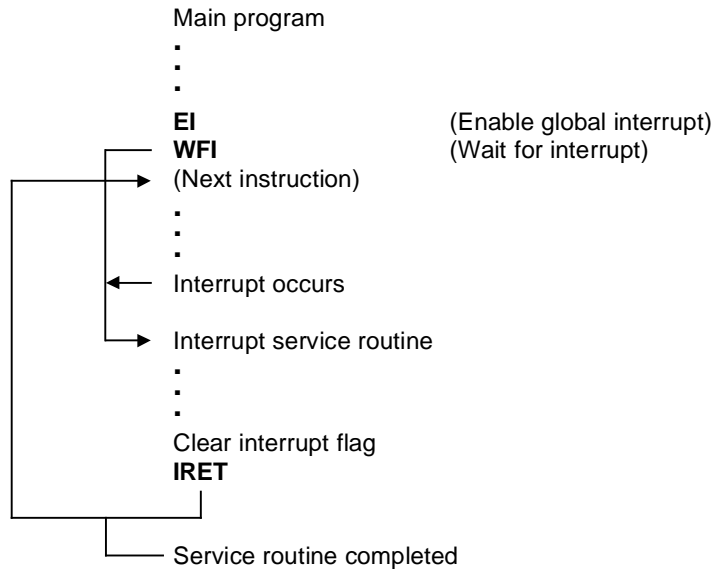 Main program
EI (Enable global interrupt)
WFI (Wait for interrupt)
(Next instruction)
Interrupt occurs
Interrupt service routine
Clear interrupt flag
IRET
Service routine completed